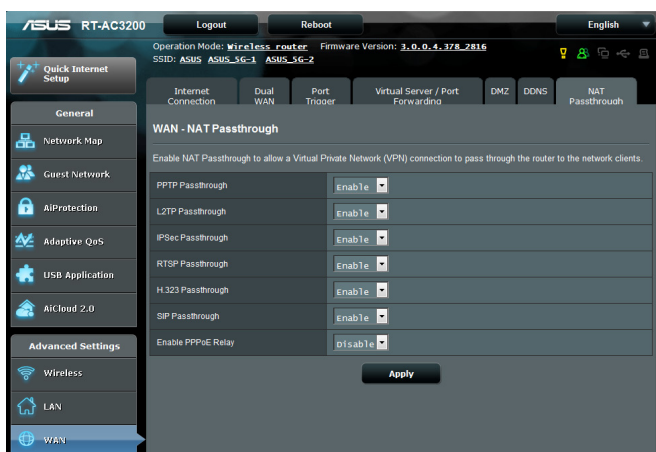 ASUS RT-AC3200
Logout
Reboot
English
Operation Mode: Wireless router Firmware Version: 3.0.0.4.378_2816
SSID: ASUS ASUS_5G-1 ASUS_5G-2
Quick Internet
Setup
General
Network Map
Guest Network
AiProtection
Adaptive QoS
USB Application
AiCloud 2.0
Advanced Settings
Wireless
LAN
WAN
Internet
Connection
Dual
WAN
Port
Trigger
Virtual Server / Port
Forwarding
DMZ
DDNS
NAT
Passthrough
WAN - NAT Passthrough
Enable NAT Passthrough to allow a Virtual Private Network (VPN) connection to pass through the router to the network clients.
PPTP Passthrough Enable
L2TP Passthrough Enable
IPSec Passthrough Enable
RTSP Passthrough Enable
H.323 Passthrough Enable
SIP Passthrough Enable
Enable PPPoE Relay Disable
Apply